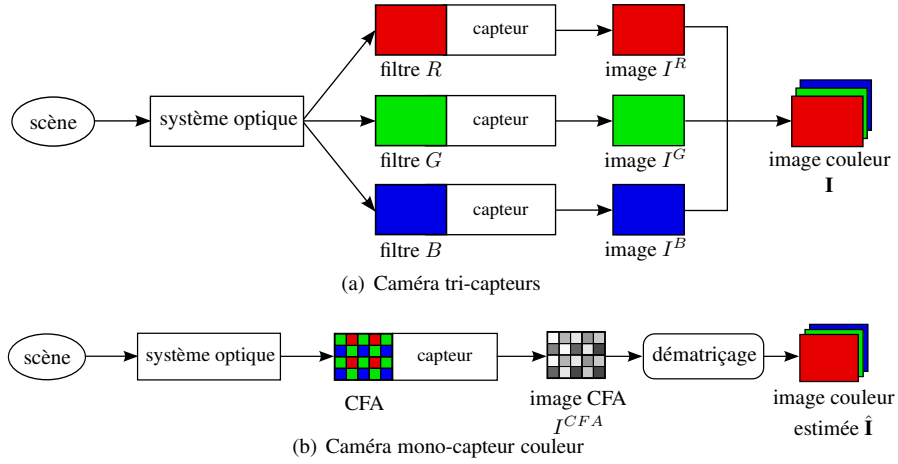 capteur
filtre R
image I^R
scène
système optique
capteur
filtre G
image I^G
image couleur
I
capteur
filtre B
image I^B
(a) Caméra tri-capteurs
scène
système optique
capteur
dématriçage
CFA
image CFA
I^{CFA}
image couleur
estimée Î
(b) Caméra mono-capteur couleur